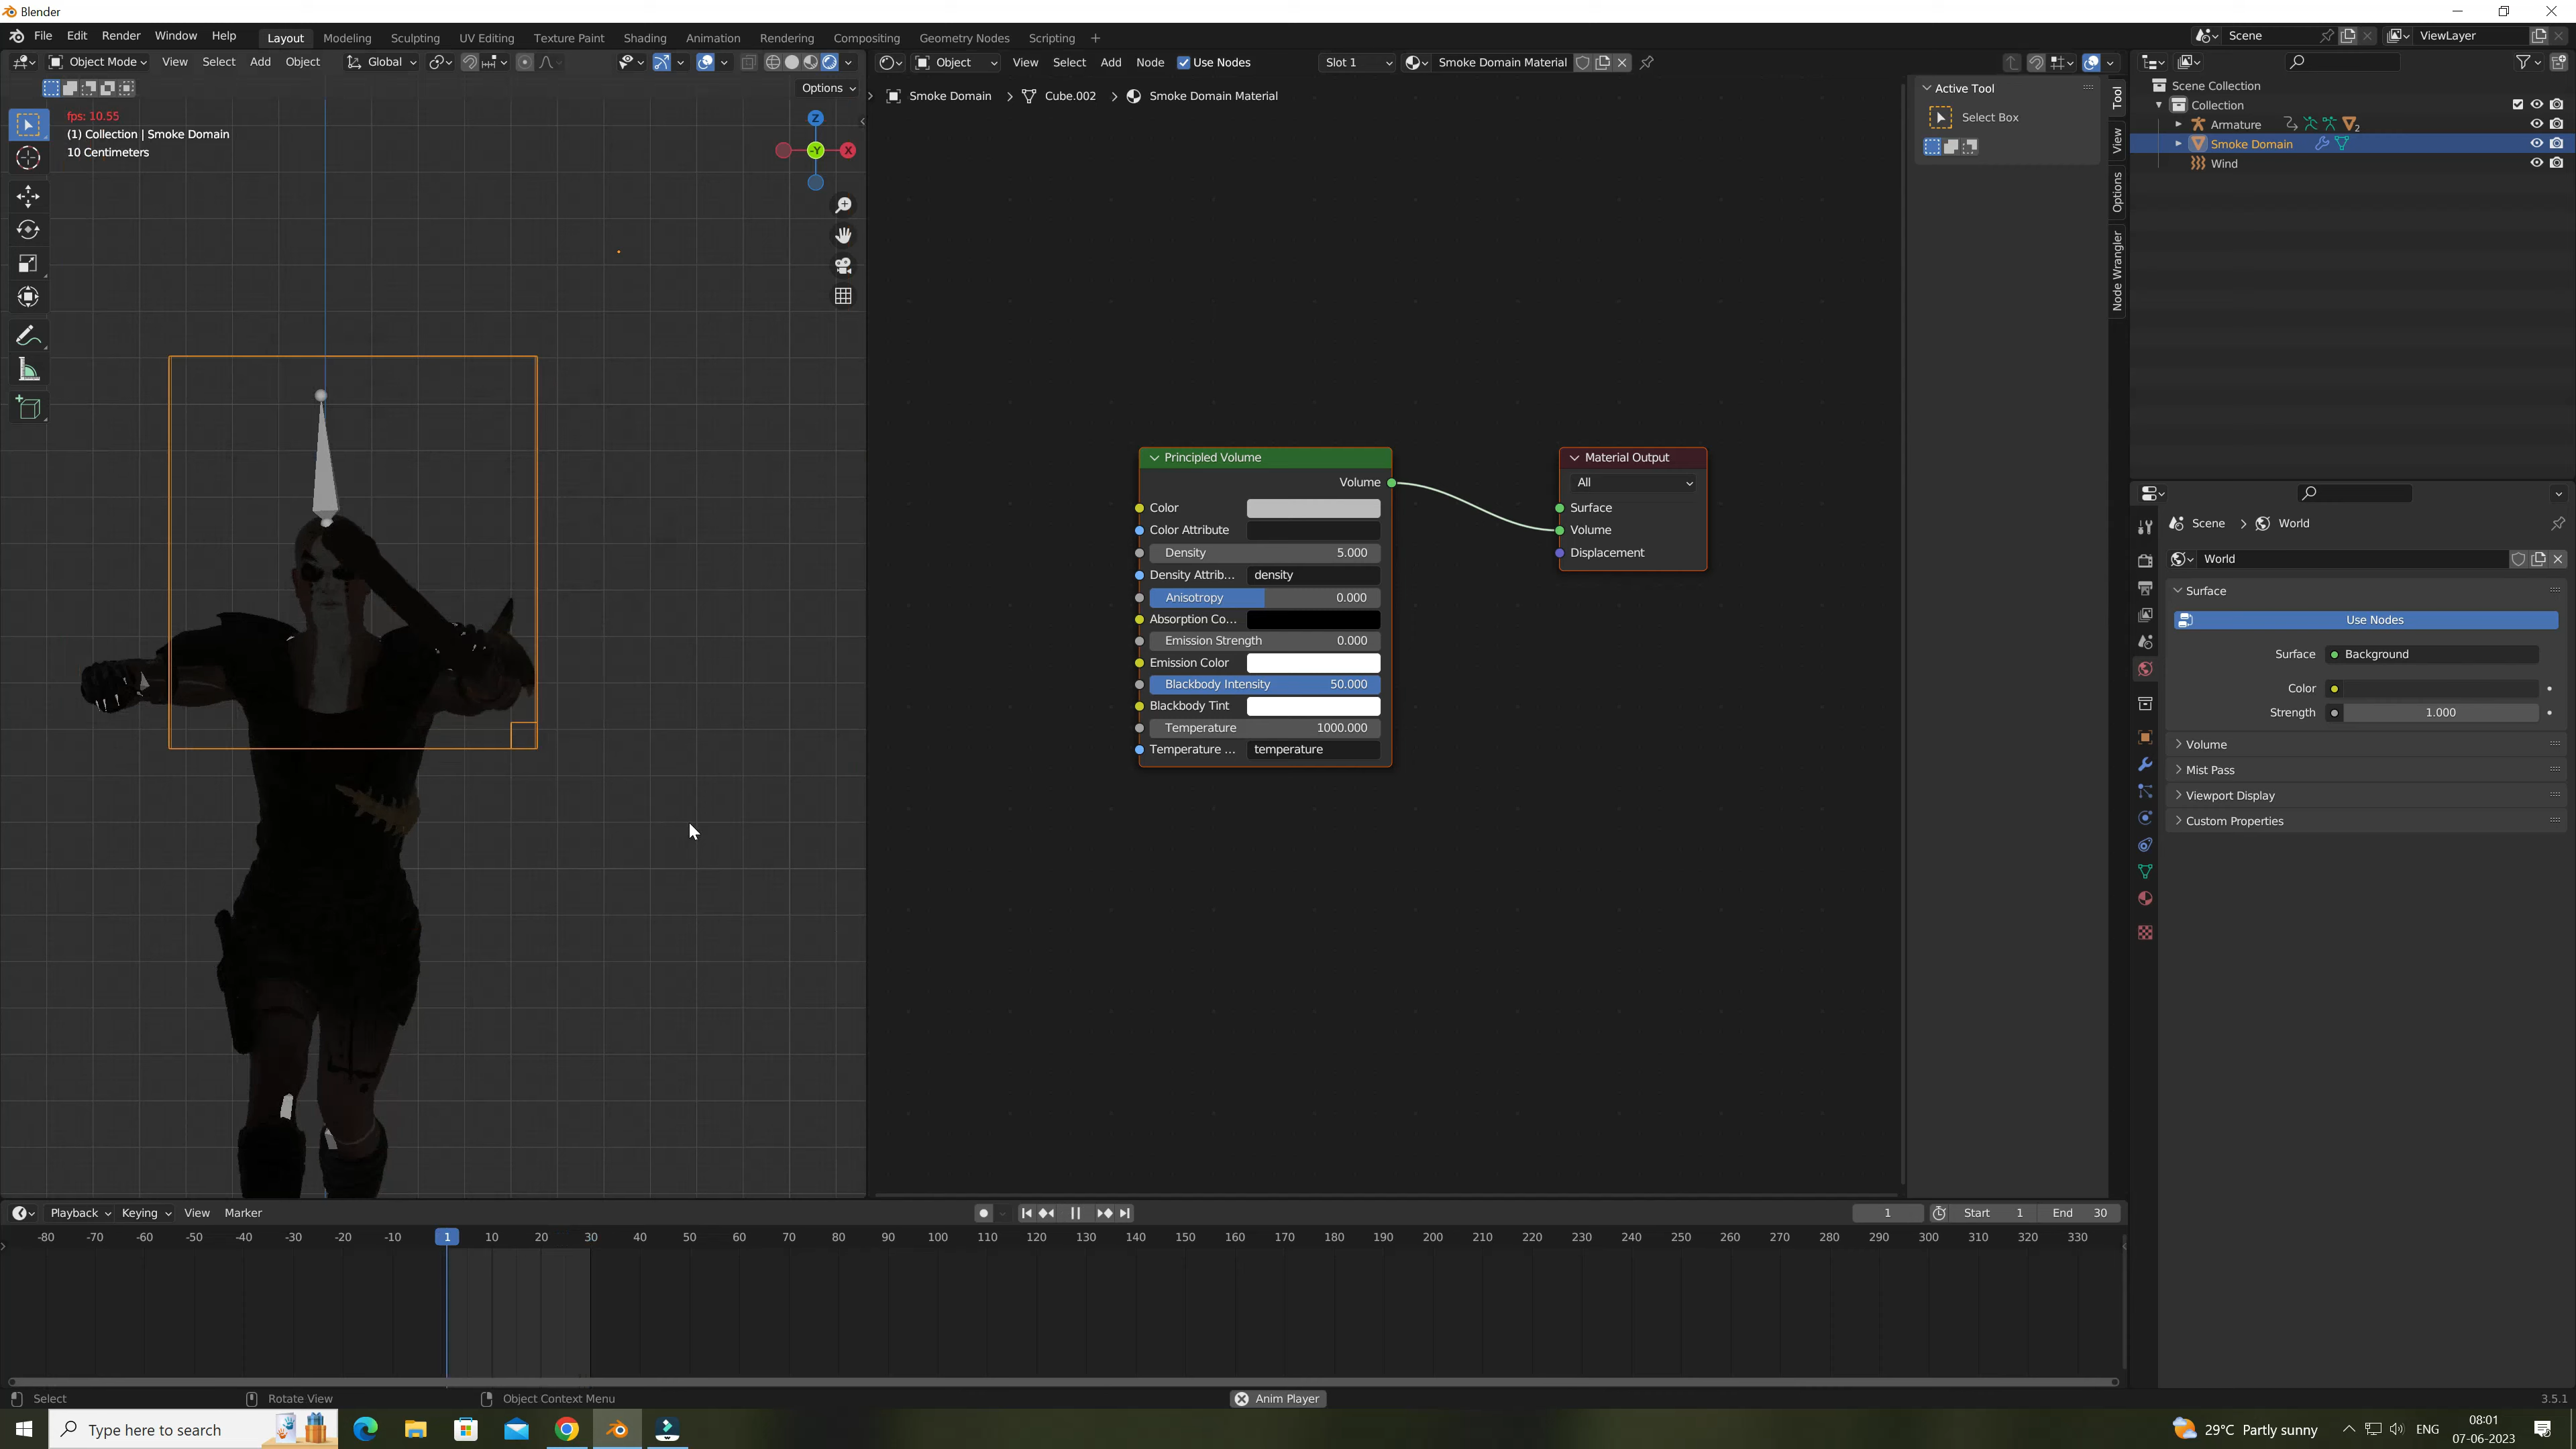 Blender
File Edit Render Window Help Layout Modeling Sculpting UV Editing Texture Paint Shading Animation Rendering Compositing Geometry Nodes Scripting + Scene ViewLayer
Object Mode View Select Add Object Global
Object View Select Add Node Use Nodes Slot 1 Smoke Domain Material
Options
fps: 10.55
(1) Collection | Smoke Domain
10 Centimeters
Z
-Y
X
Smoke Domain > Cube.002 > Smoke Domain Material
Active Tool
Select Box
Tool
View
Options
Node Wrangler
Scene Collection
Collection
Armature 2
Smoke Domain
Wind
Principled Volume
Volume
Color
Color Attribute
Density 5.000
Density Attrib... density
Anisotropy 0.000
Absorption Co...
Emission Strength 0.000
Emission Color
Blackbody Intensity 50.000
Blackbody Tint
Temperature 1000.000
Temperature ... temperature
Material Output
All
Surface
Volume
Displacement
Scene > World
World
Surface
Use Nodes
Surface Background
Color
Strength 1.000
Volume
Mist Pass
Viewport Display
Custom Properties
Playback Keying View Marker 1 Start 1 End 30
-80 -70 -60 -50 -40 -30 -20 -10 1 10 20 30 40 50 60 70 80 90 100 110 120 130 140 150 160 170 180 190 200 210 220 230 240 250 260 270 280 290 300 310 320 330
Select Rotate View Object Context Menu Anim Player 3.5.1
Type here to search 29°C Partly sunny ENG 08:01
07-06-2023